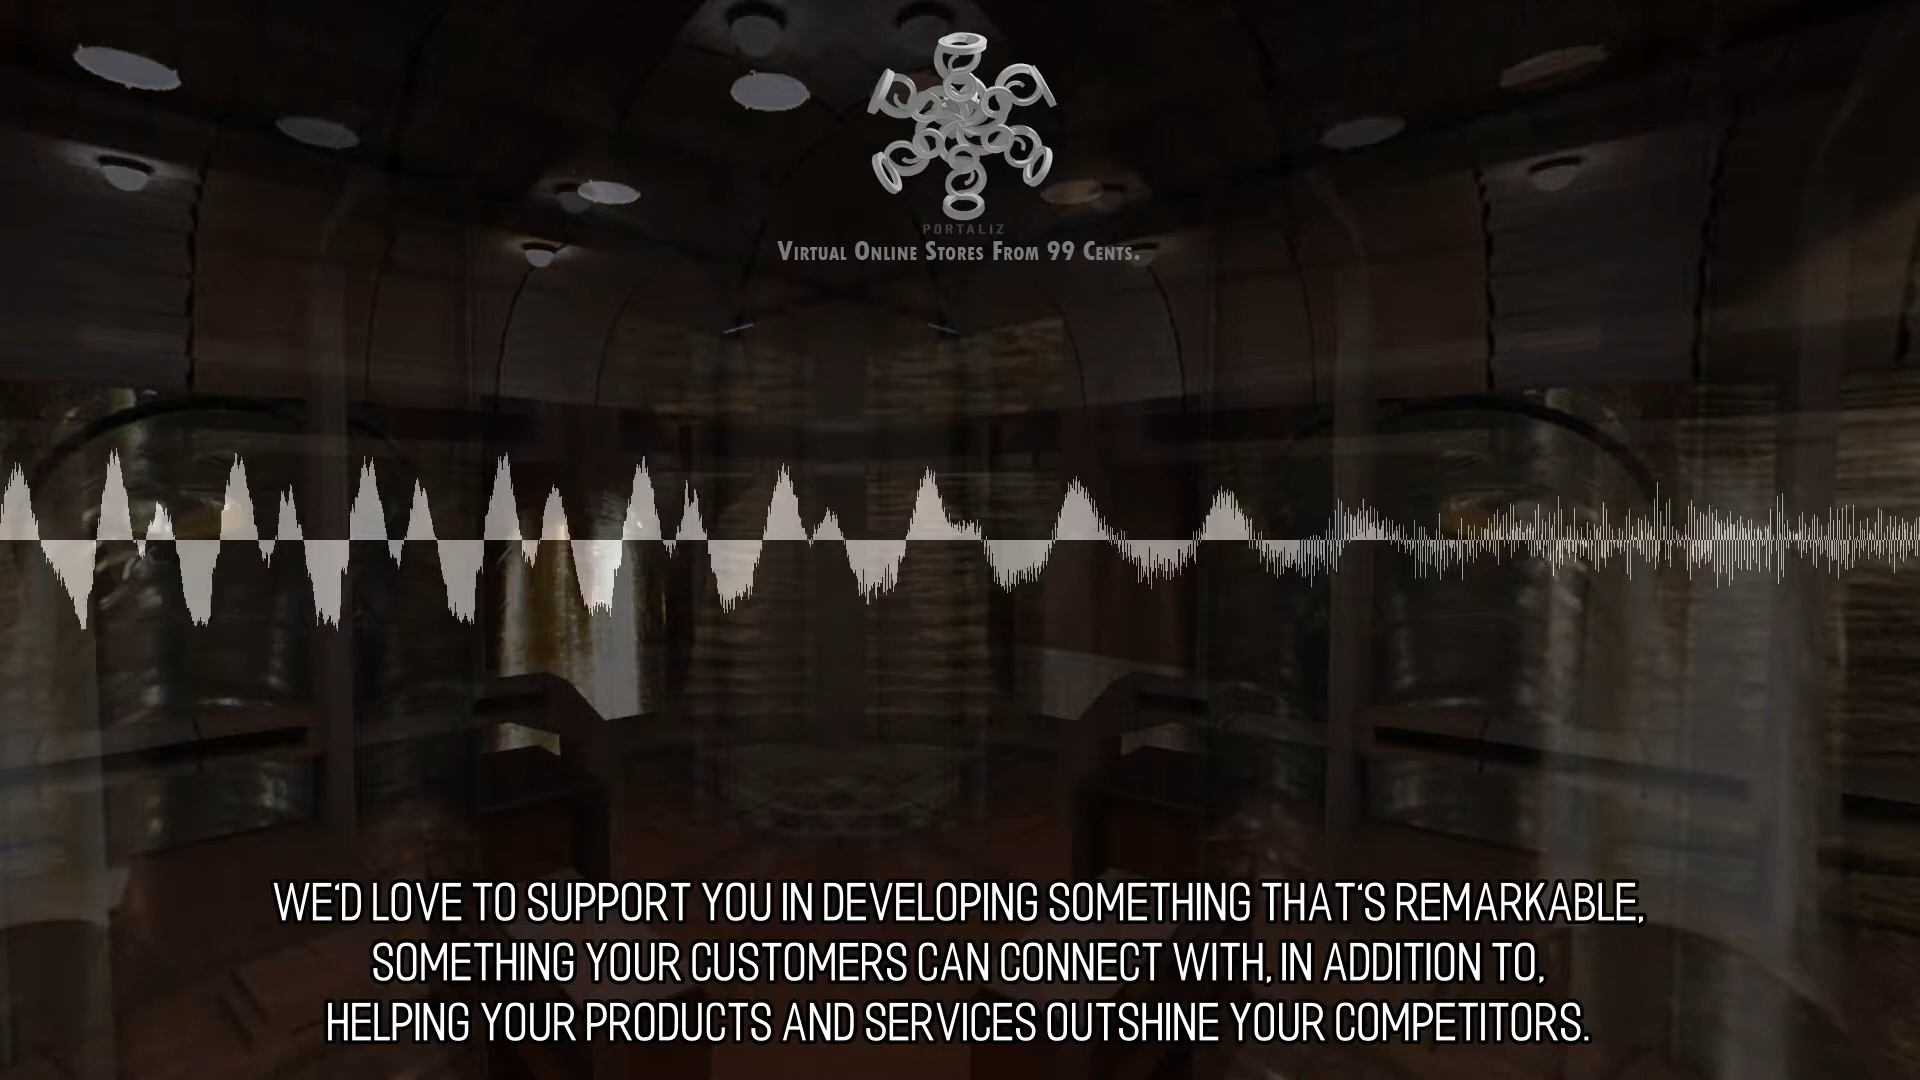 PORTALIZ
Virtual Online Stores From 99 Cents.
WE'D LOVE TO SUPPORT YOU IN DEVELOPING SOMETHING THAT'S REMARKABLE,
SOMETHING YOUR CUSTOMERS CAN CONNECT WITH, IN ADDITION TO,
HELPING YOUR PRODUCTS AND SERVICES OUTSHINE YOUR COMPETITORS.